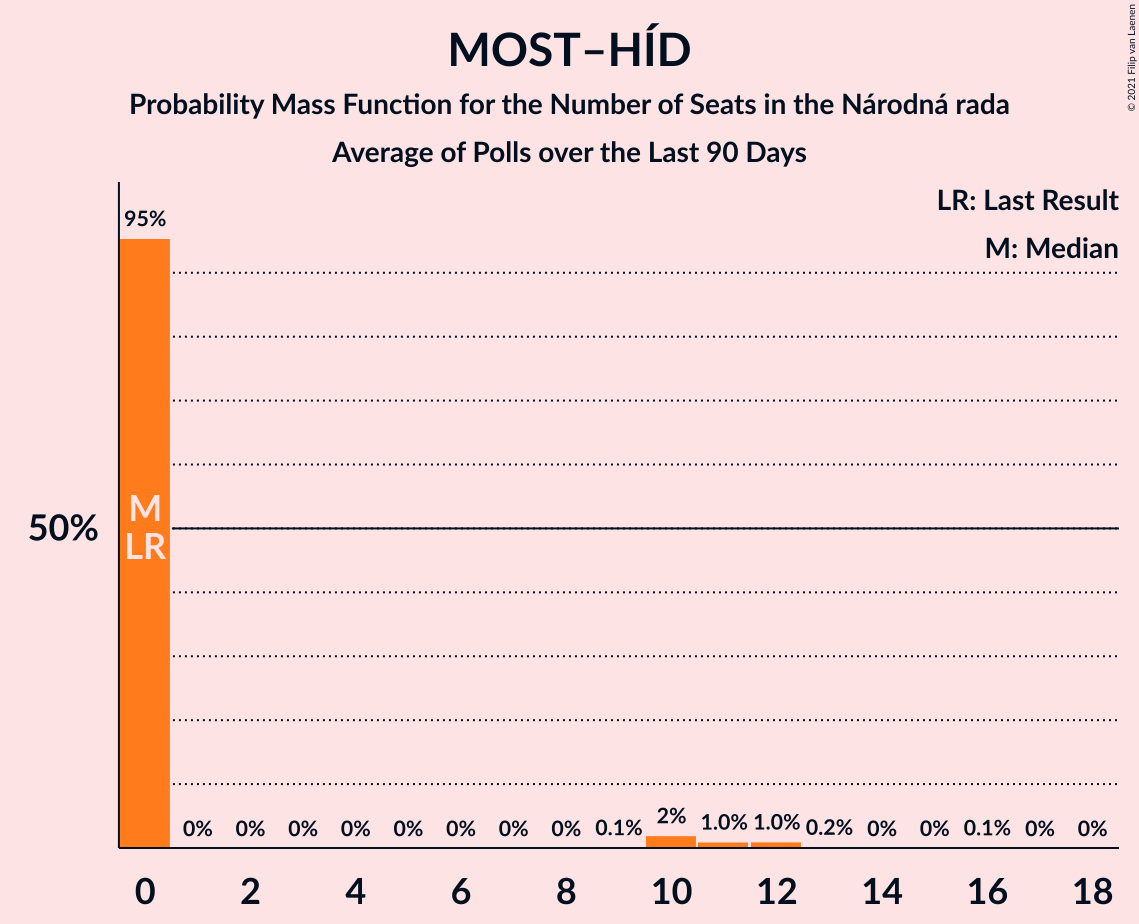 MOST–HÍD
Probability Mass Function for the Number of Seats in the Národná rada
Average of Polls over the Last 90 Days
© 2021 Filip van Laenen
LR: Last Result
M: Median
95%
M
LR
50%
0% 0% 0% 0% 0% 0% 0% 0% 0.1% 2% 1.0% 1.0% 0.2% 0% 0% 0.1% 0% 0%
0 2 4 6 8 10 12 14 16 18